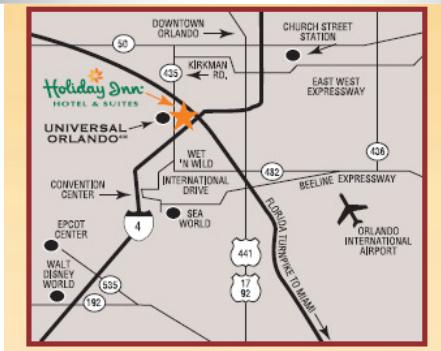 DOWNTOWN
ORLANDO
CHURCH STREET
STATION
50
KIRKMAN
RD.
435
EAST WEST
EXPRESSWAY
Holiday Inn
HOTEL & SUITES
UNIVERSAL
ORLANDO℠
436
WET
'N WILD
482
INTERNATIONAL
DRIVE
BEELINE EXPRESSWAY
CONVENTION
CENTER
SEA
WORLD
4
FLORIDA TURNPIKE TO MIAMI
ORLANDO
INTERNATIONAL
AIRPORT
EPCOT
CENTER
441
WALT
DISNEY
WORLD
535
17
92
192